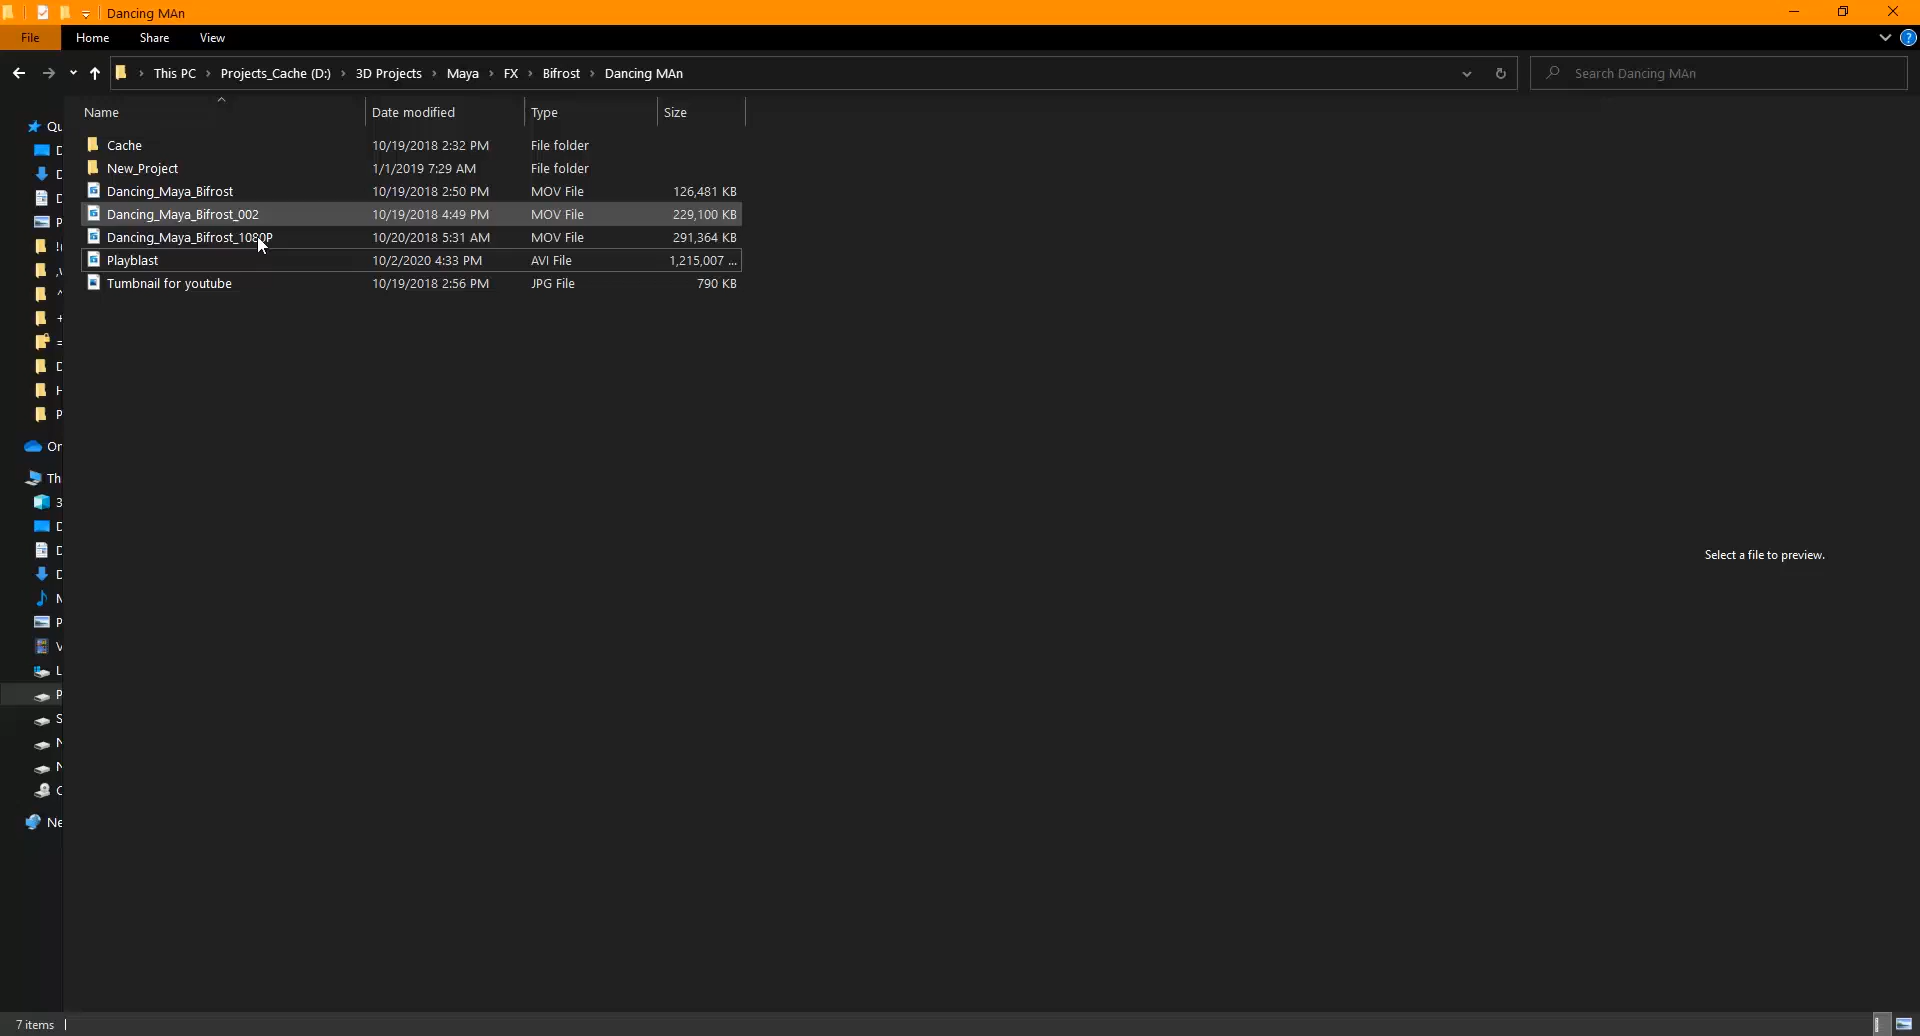 Dancing MAn
File Home Share View
This PC Projects_Cache (D:) 3D Projects Maya FX Bifrost Dancing MAn Search Dancing MAn
Name Date modified Type Size
Cache 10/19/2018 2:32 PM File folder
New_Project 1/1/2019 7:29 AM File folder
Dancing_Maya_Bifrost 10/19/2018 2:50 PM MOV File 126,481 KB
Dancing_Maya_Bifrost_002 10/19/2018 4:49 PM MOV File 229,100 KB
Dancing_Maya_Bifrost_1080P 10/20/2018 5:31 AM MOV File 291,364 KB
Playblast 10/2/2020 4:33 PM AVI File 1,215,007 ...
Tumbnail for youtube 10/19/2018 2:56 PM JPG File 790 KB
Qu
D
D
D
P
!
,\
^
+
=
D
H
P
On
Th
3
D
D
D
M
P
V
L
P
S
N
N
C
Ne
Select a file to preview.
7 items